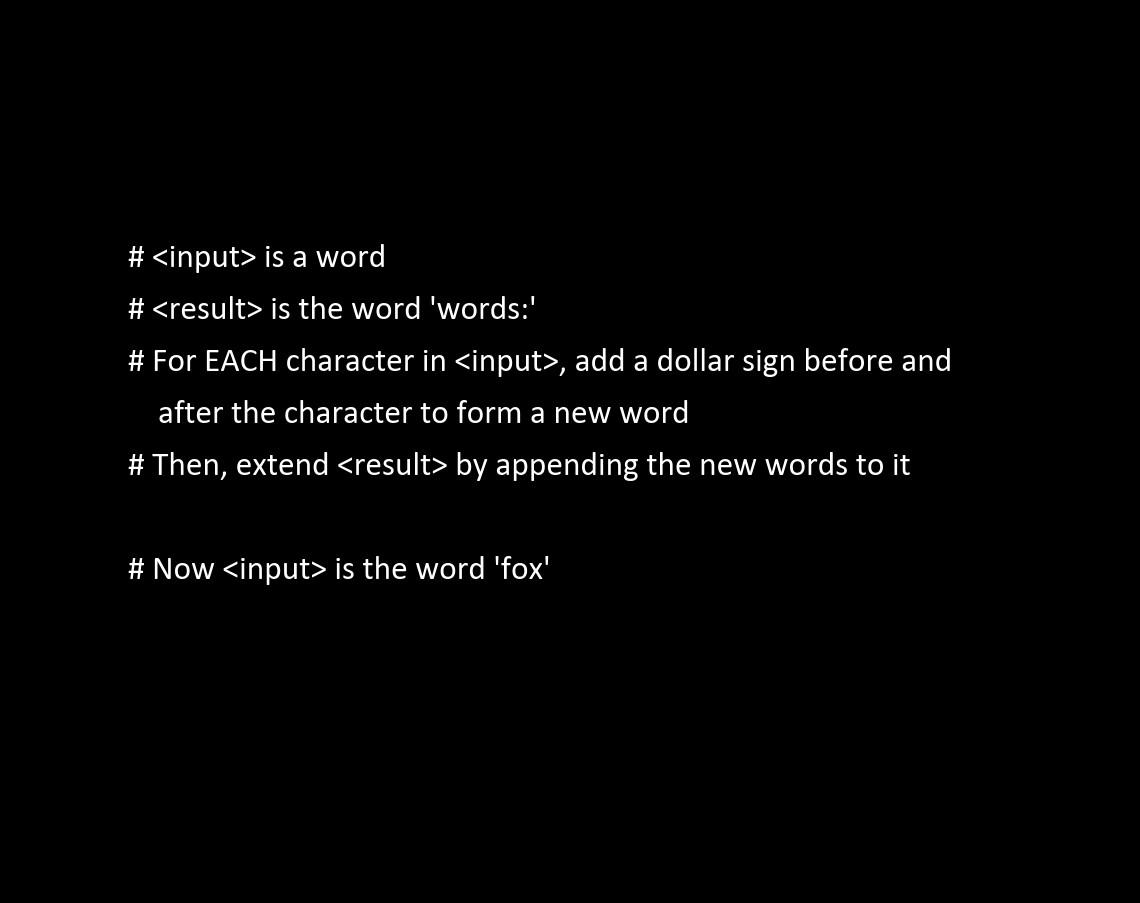 # <input> is a word
# <result> is the word 'words:'
# For EACH character in <input>, add a dollar sign before and
after the character to form a new word
# Then, extend <result> by appending the new words to it
# Now <input> is the word 'fox'